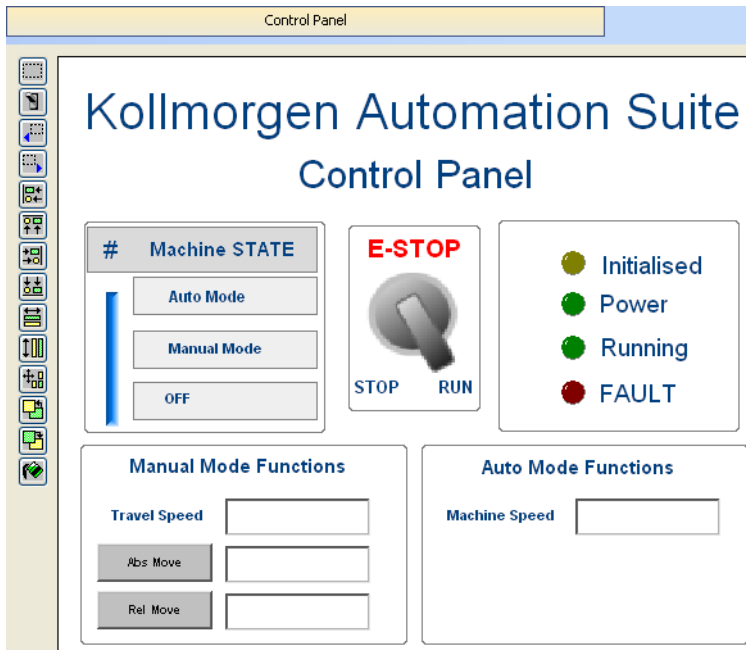 Control Panel
Kollmorgen Automation Suite
Control Panel
# Machine STATE
Auto Mode
Manual Mode
OFF
E-STOP
STOP RUN
Initialised
Power
Running
FAULT
Manual Mode Functions
Travel Speed
Abs Move
Rel Move
Auto Mode Functions
Machine Speed